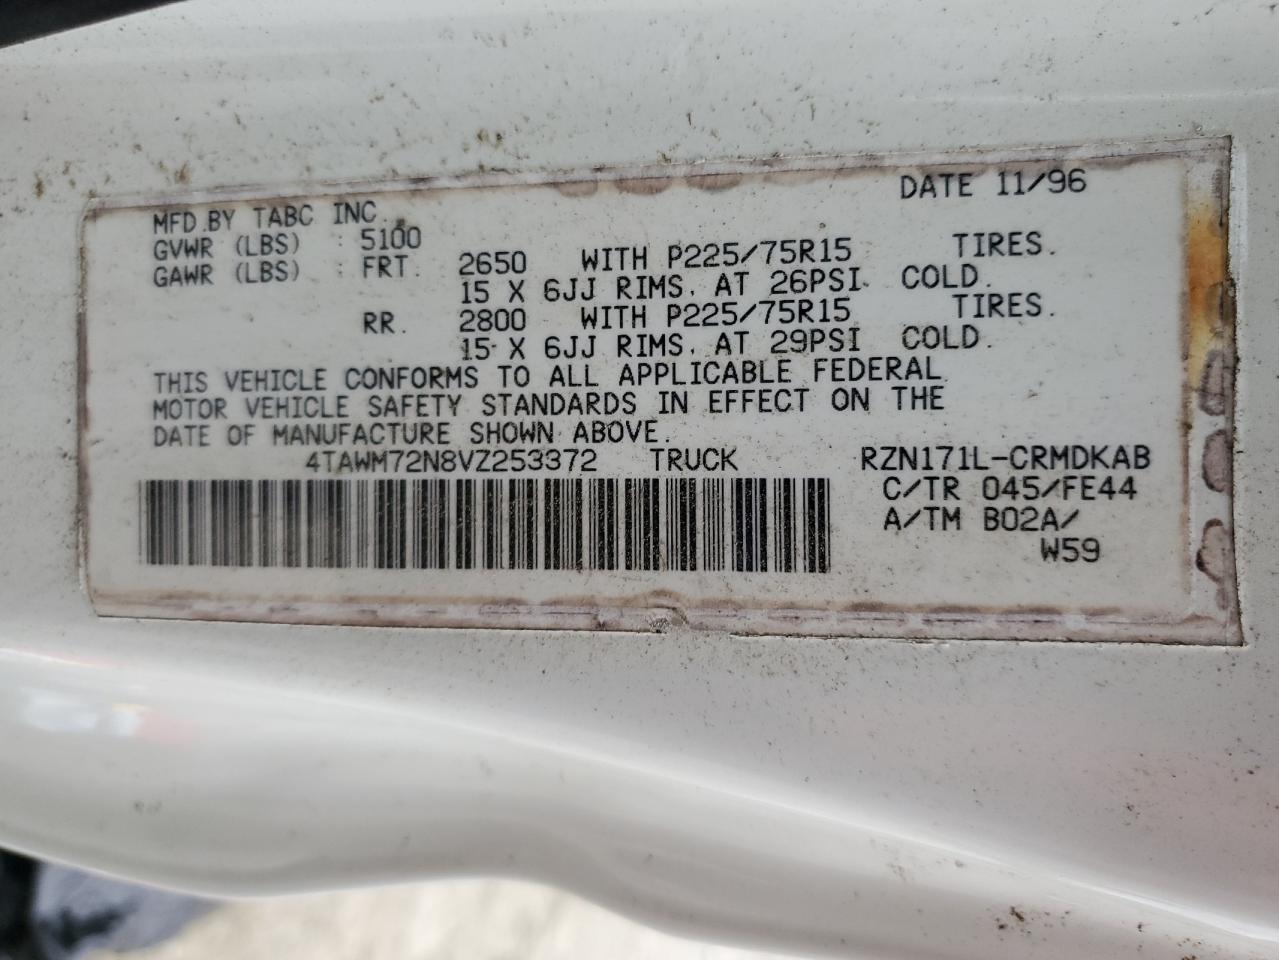 DATE 11/96
MFD.BY TABC INC.
GVWR (LBS) : 5100
GAWR (LBS) : FRT. 2650 WITH P225/75R15 TIRES.
15 X 6JJ RIMS. AT 26PSI. COLD.
RR. 2800 WITH P225/75R15 TIRES.
15 X 6JJ RIMS. AT 29PSI COLD.
THIS VEHICLE CONFORMS TO ALL APPLICABLE FEDERAL
MOTOR VEHICLE SAFETY STANDARDS IN EFFECT ON THE
DATE OF MANUFACTURE SHOWN ABOVE.
4TAWM72N8VZ253372 TRUCK RZN171L-CRMDKAB
C/TR 045/FE44
A/TM B02A/
W59